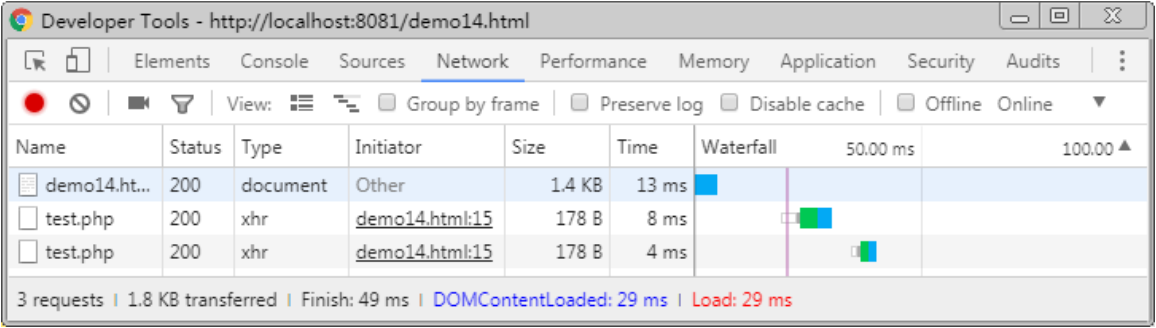 Developer Tools - http://localhost:8081/demo14.html
Elements Console Sources Network Performance Memory Application Security Audits
View: Group by frame Preserve log Disable cache Offline Online
Name Status Type Initiator Size Time Waterfall 50.00 ms 100.00
demo14.ht... 200 document Other 1.4 KB 13 ms
test.php 200 xhr demo14.html:15 178 B 8 ms
test.php 200 xhr demo14.html:15 178 B 4 ms
3 requests | 1.8 KB transferred | Finish: 49 ms | DOMContentLoaded: 29 ms | Load: 29 ms